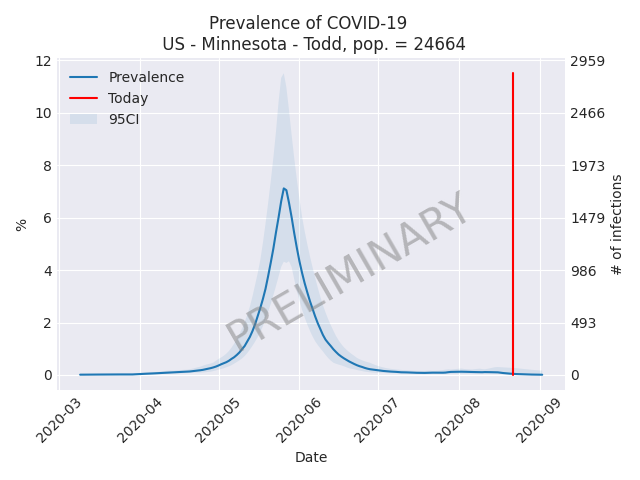 Prevalence of COVID-19
US - Minnesota - Todd, pop. = 24664
Prevalence
Today
95CI
12
10
8
6
4
2
0
%
2959
2466
1973
1479
986
493
0
# of infections
PRELIMINARY
2020-03
2020-04
2020-05
2020-06
2020-07
2020-08
2020-09
Date